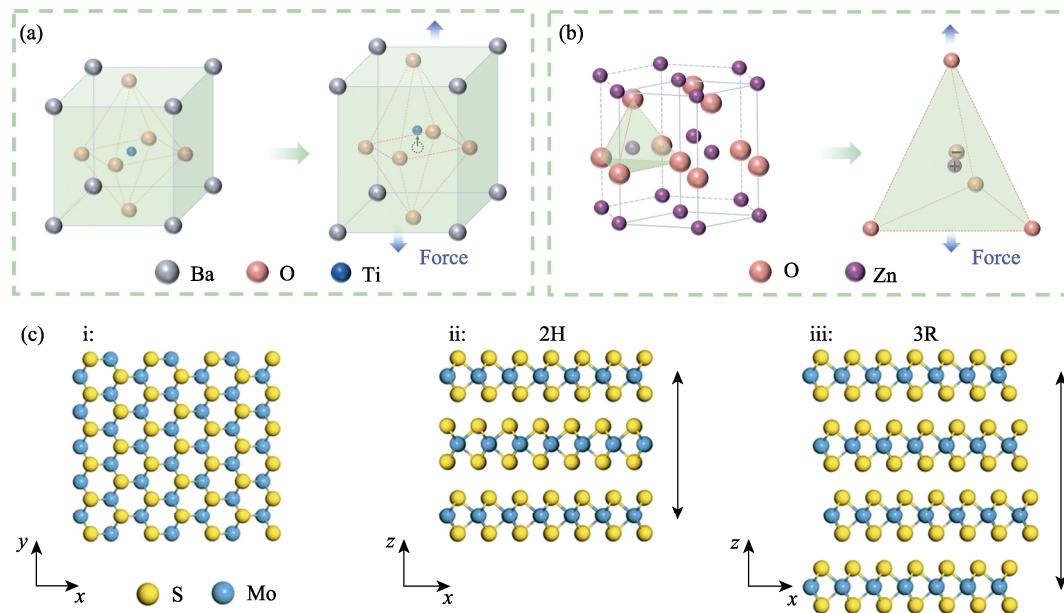 (a)
Force
Ba O Ti
(b)
− +
Force
O Zn
(c)
i:
y
x
S Mo
ii: 2H
z
x
iii: 3R
z
x